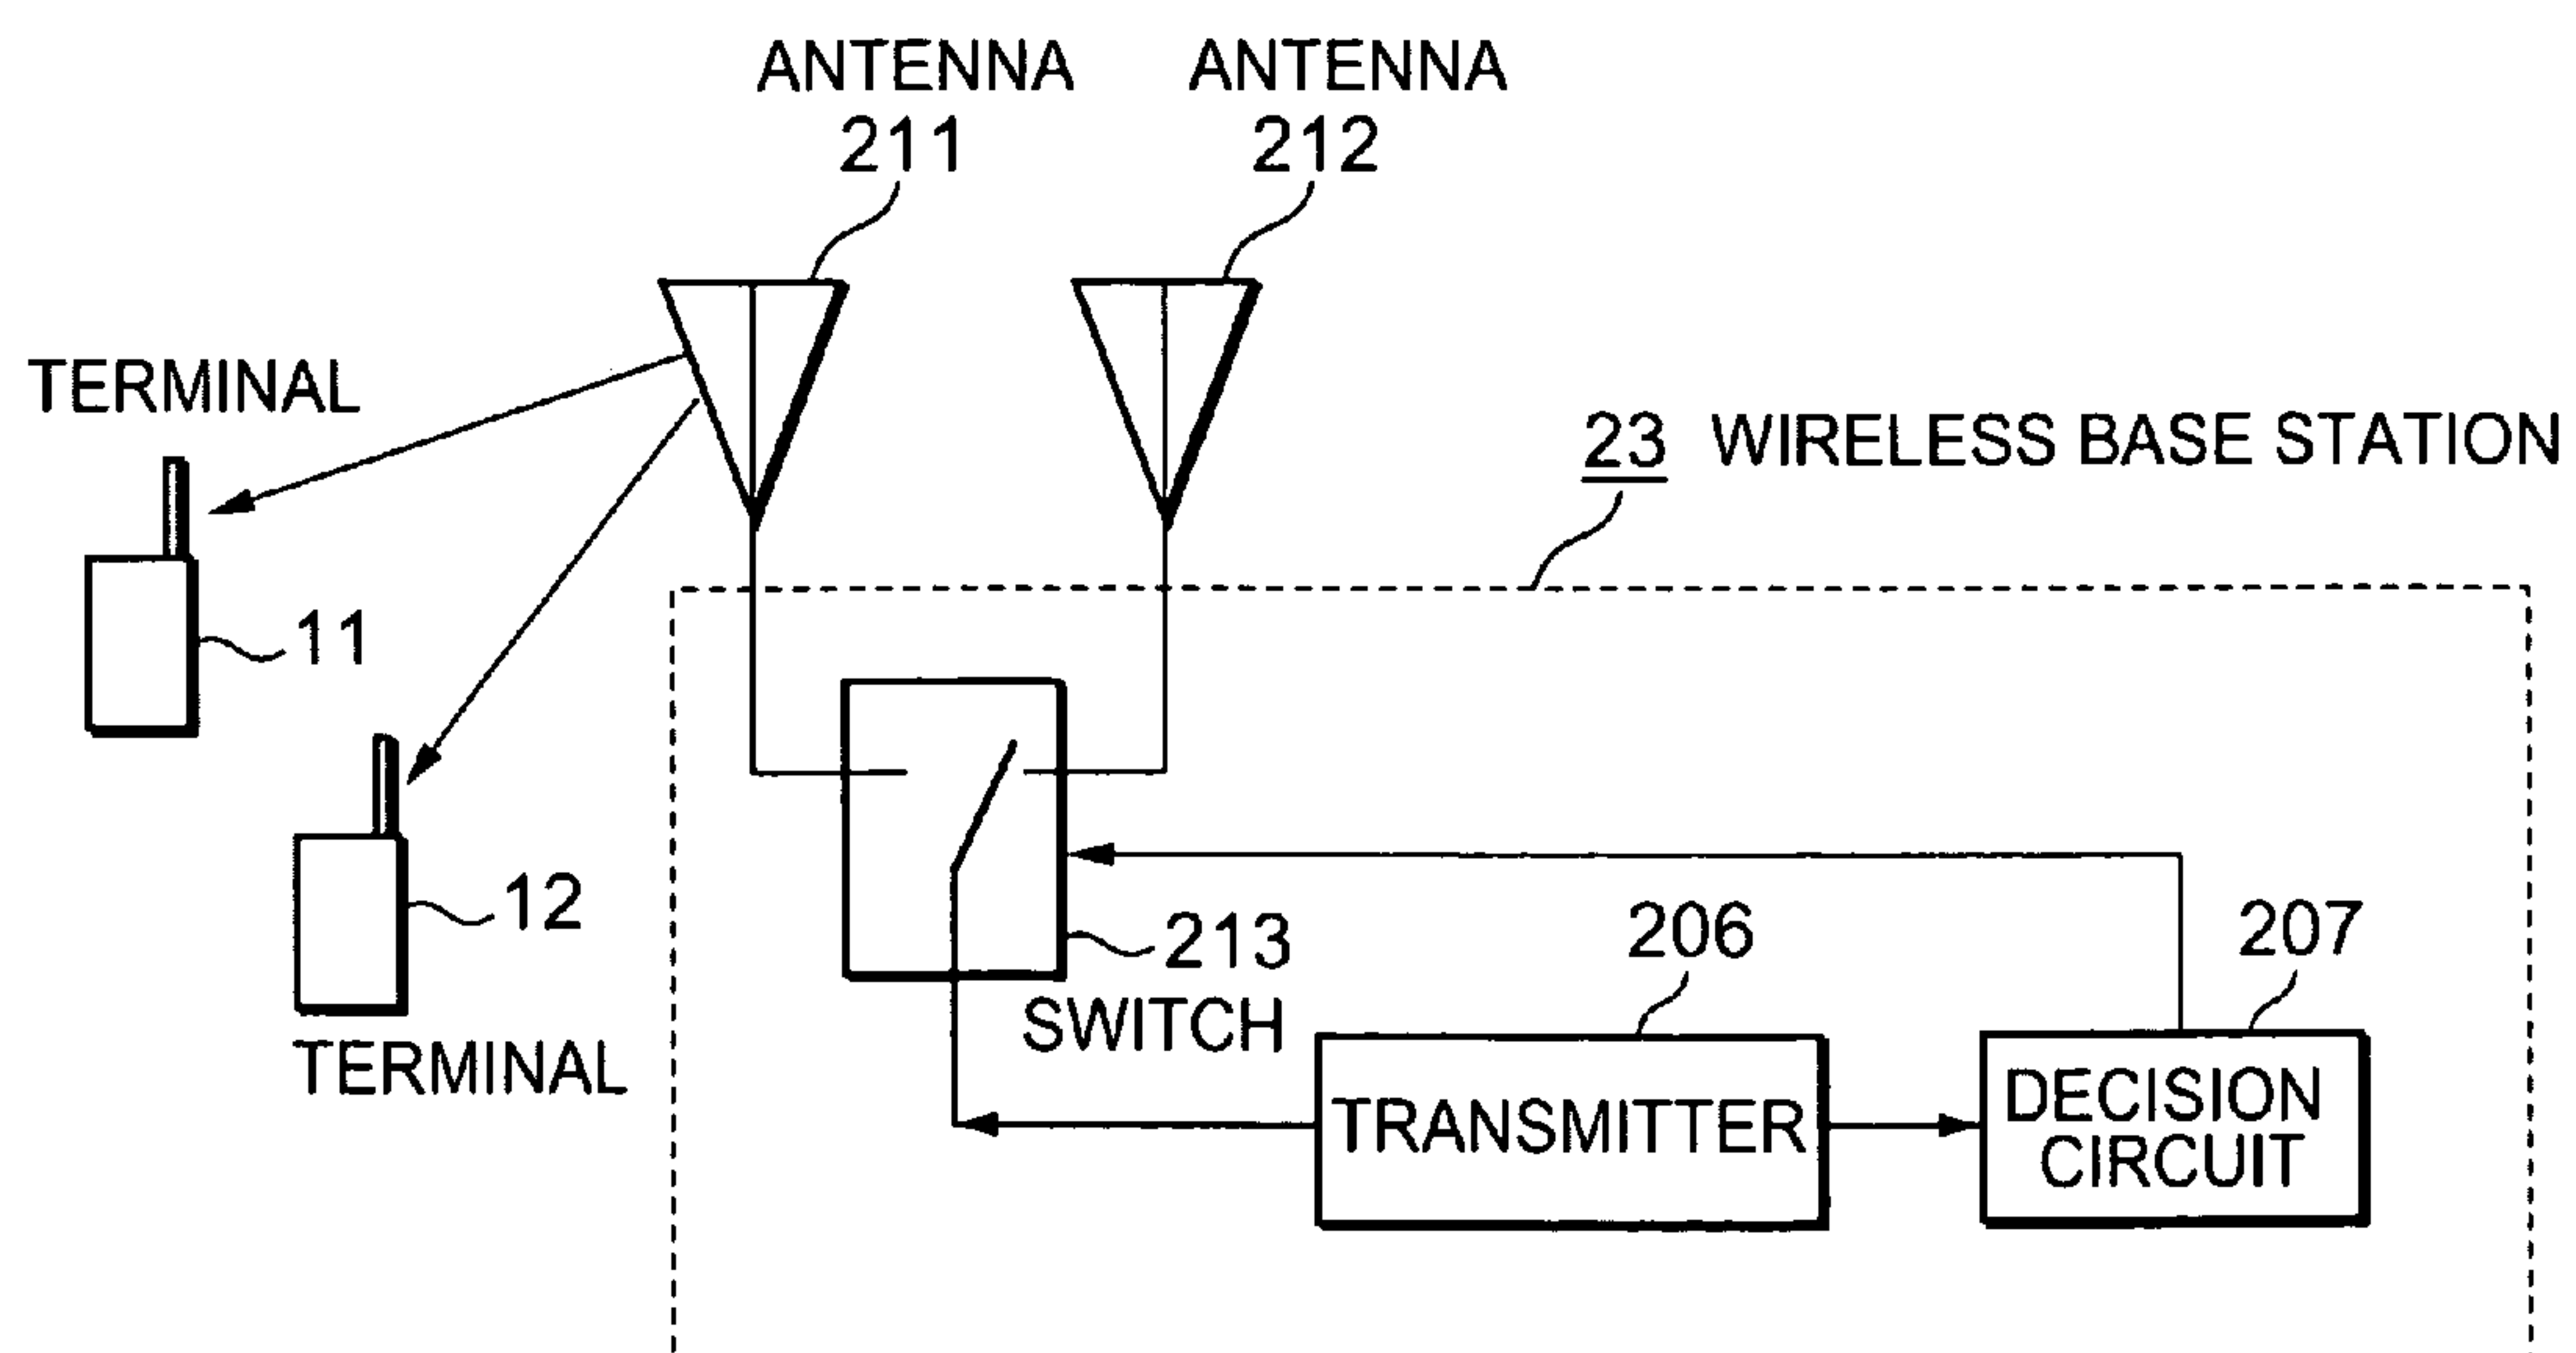 ANTENNA
211
ANTENNA
212
TERMINAL
23 WIRELESS BASE STATION
11
12
TERMINAL
213
SWITCH
206
207
TRANSMITTER
DECISION
CIRCUIT